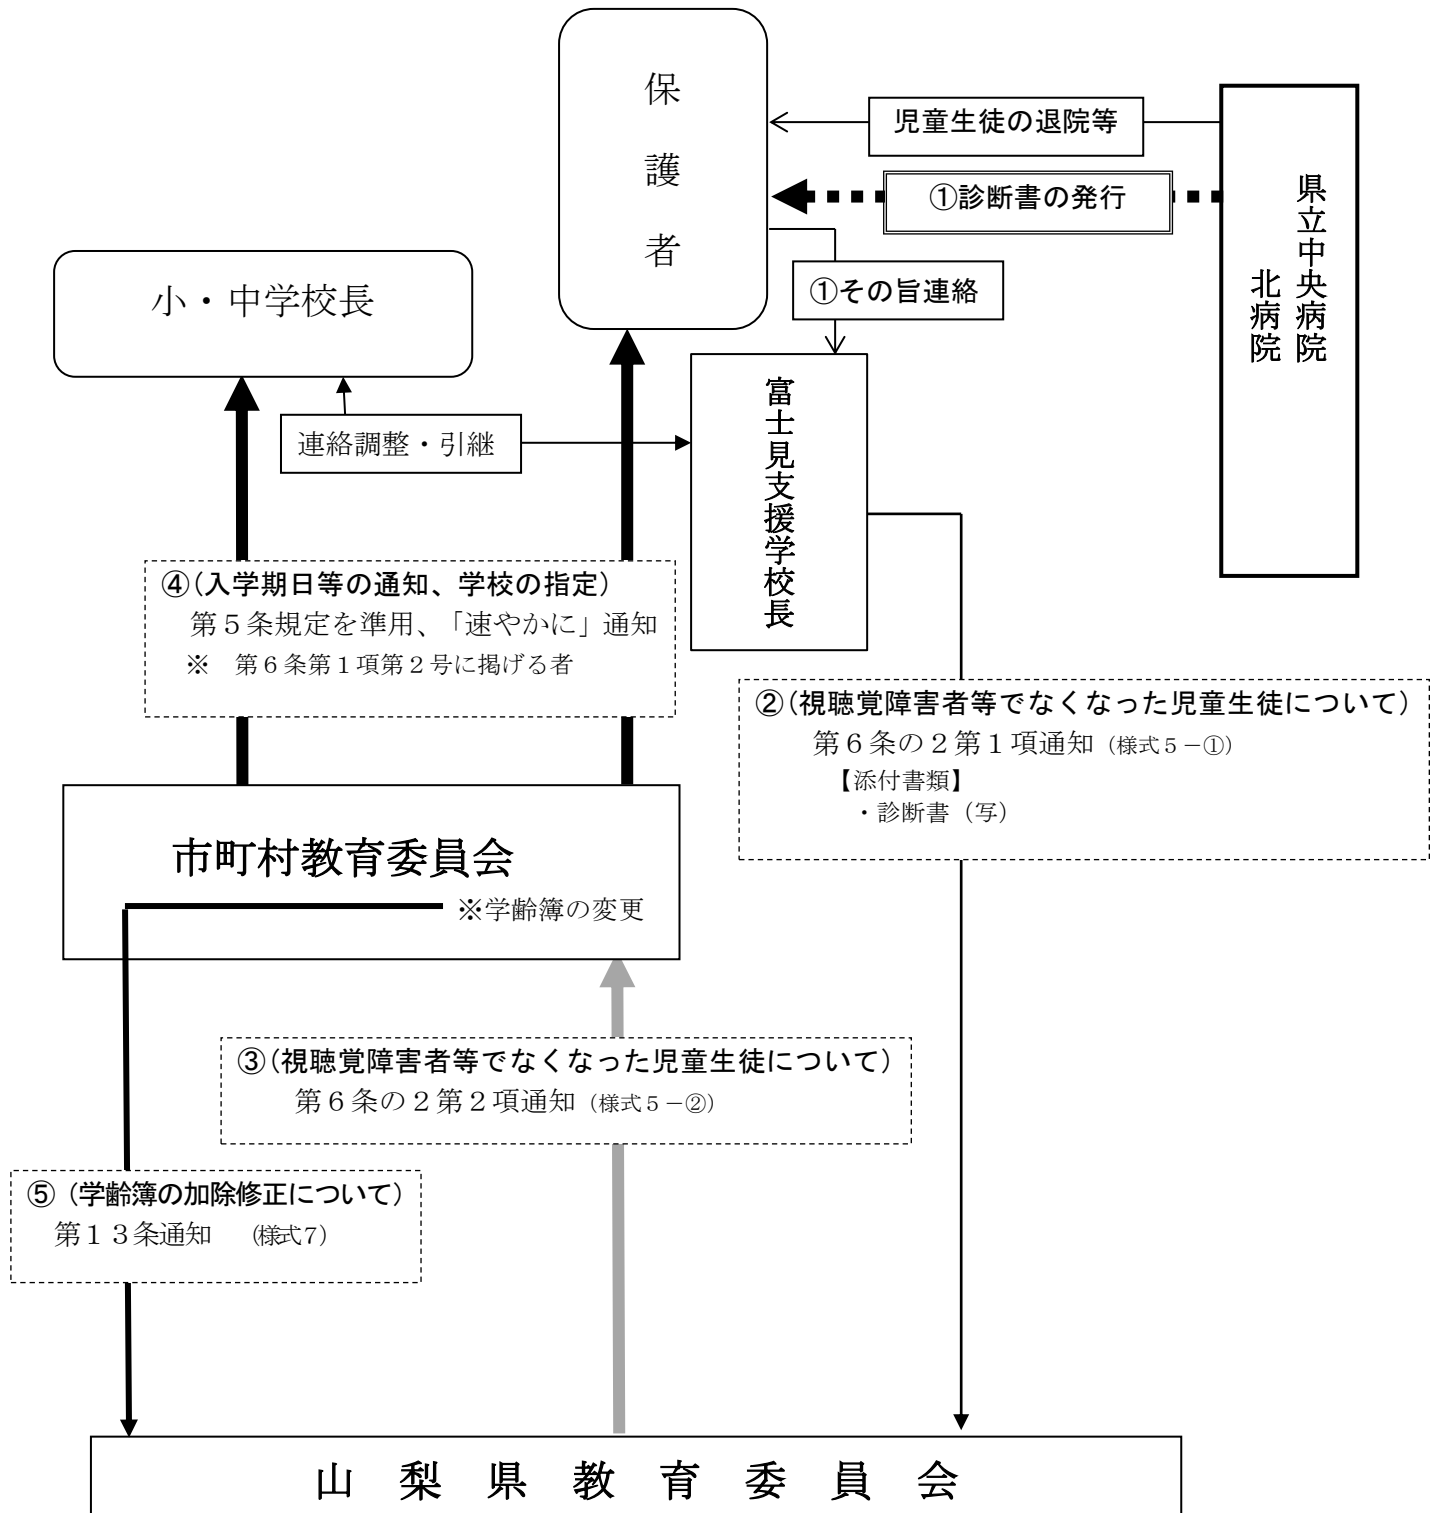 保護者
児童生徒の退院等
①診断書の発行
県立中央病院
北病院
小・中学校長
①その旨連絡
連絡調整・引継
富士見支援学校長
④(入学期日等の通知、学校の指定)
第５条規定を準用、「速やかに」通知
※　第６条第１項第２号に掲げる者
②(視聴覚障害者等でなくなった児童生徒について)
第６条の２第１項通知（様式５－①）
【添付書類】
・診断書（写）
市町村教育委員会
※学齢簿の変更
③(視聴覚障害者等でなくなった児童生徒について)
第６条の２第２項通知（様式５－②）
⑤（学齢簿の加除修正について）
第１３条通知　（様式７）
山梨県教育委員会